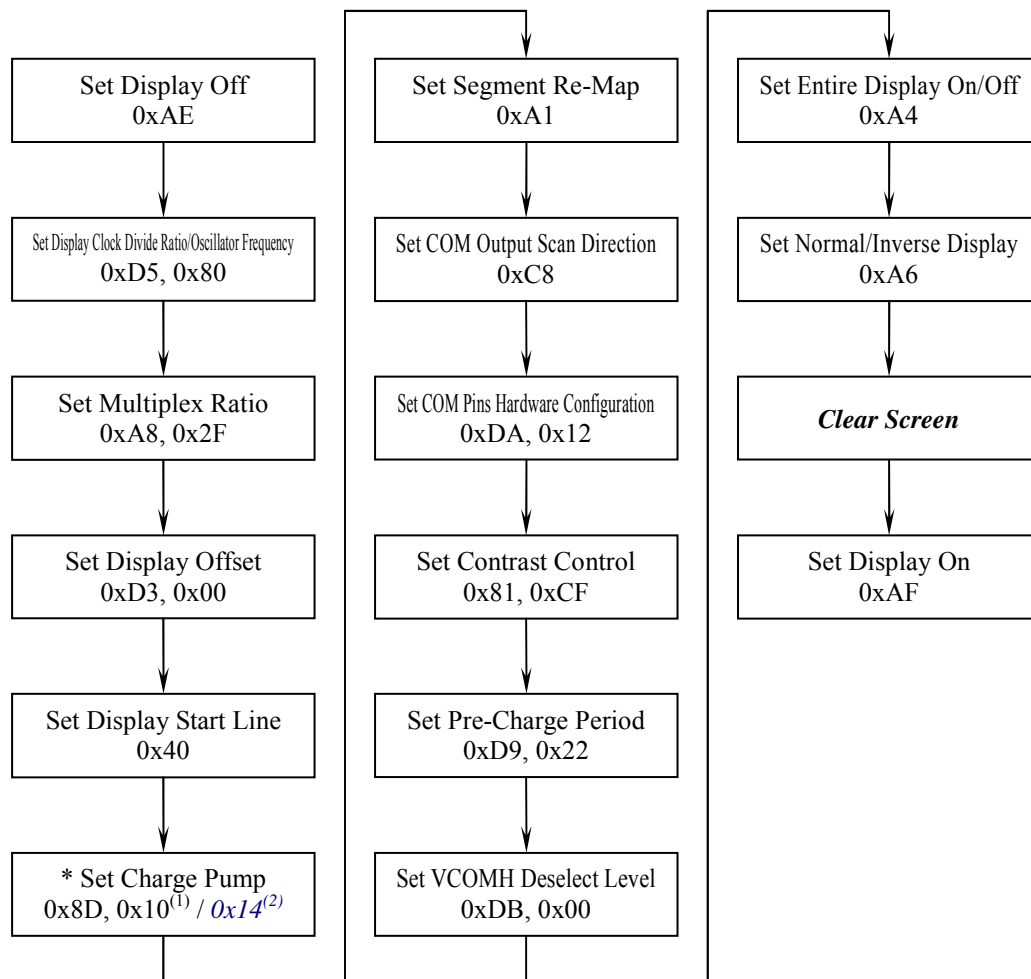 Set Display Off
0xAE
Set Display Clock Divide Ratio/Oscillator Frequency
0xD5, 0x80
Set Multiplex Ratio
0xA8, 0x2F
Set Display Offset
0xD3, 0x00
Set Display Start Line
0x40
* Set Charge Pump
0x8D, 0x10(1) / 0x14(2)
Set Segment Re-Map
0xA1
Set COM Output Scan Direction
0xC8
Set COM Pins Hardware Configuration
0xDA, 0x12
Set Contrast Control
0x81, 0xCF
Set Pre-Charge Period
0xD9, 0x22
Set VCOMH Deselect Level
0xDB, 0x00
Set Entire Display On/Off
0xA4
Set Normal/Inverse Display
0xA6
Clear Screen
Set Display On
0xAF